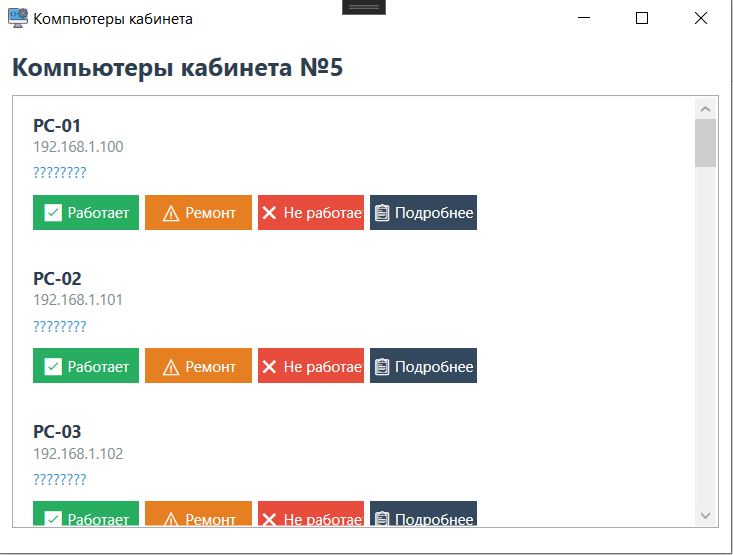 Компьютеры кабинета
Компьютеры кабинета №5
PC-01
192.168.1.100
????????
Работает Ремонт Не работает Подробнее
PC-02
192.168.1.101
????????
Работает Ремонт Не работает Подробнее
PC-03
192.168.1.102
????????
Работает Ремонт Не работает Подробнее